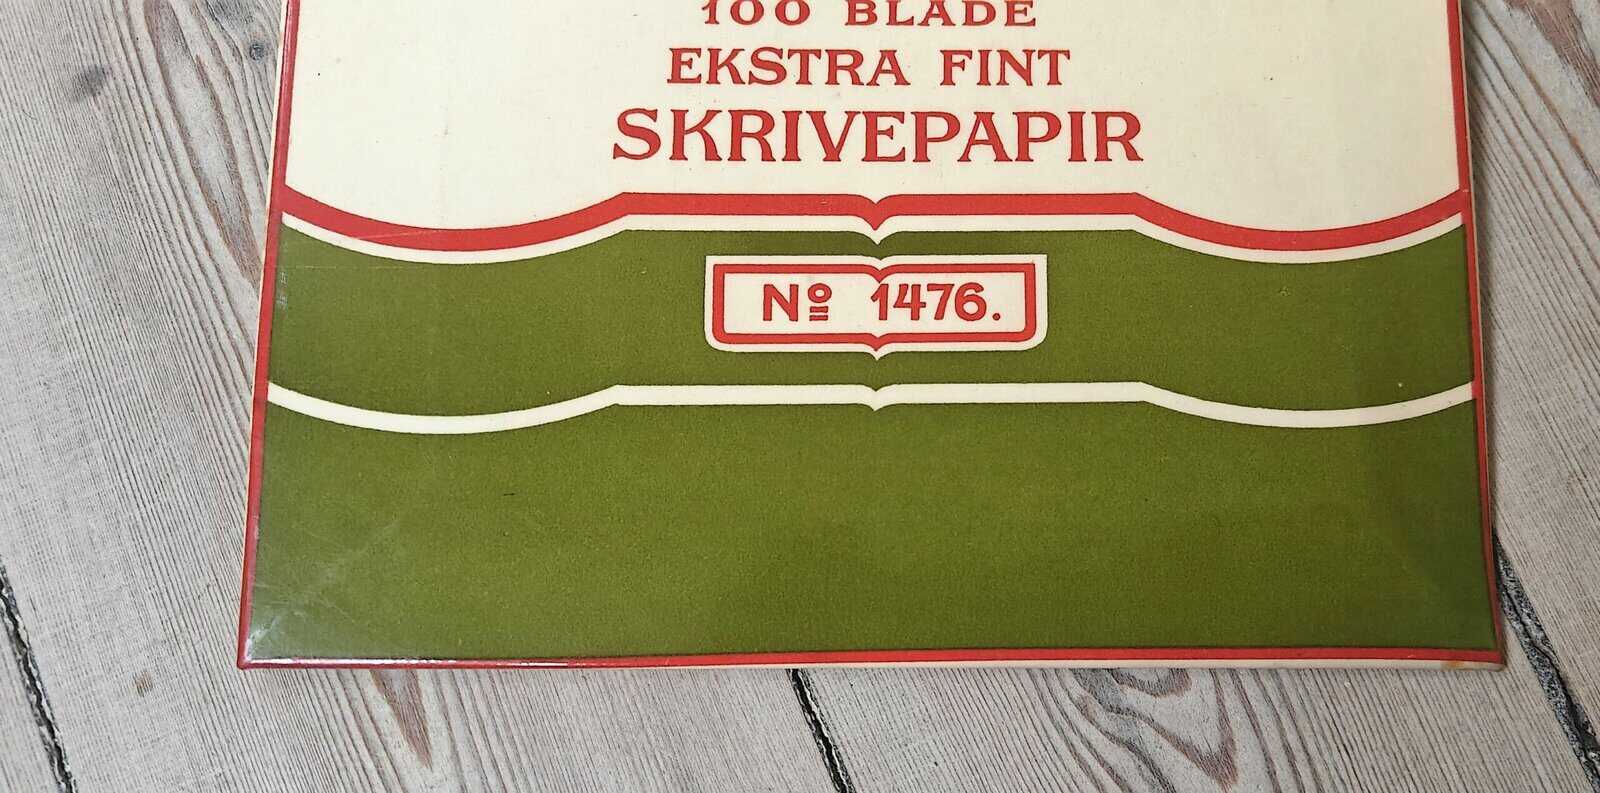 100 BLADE
EKSTRA FINT
SKRIVEPAPIR
Nº 1476.